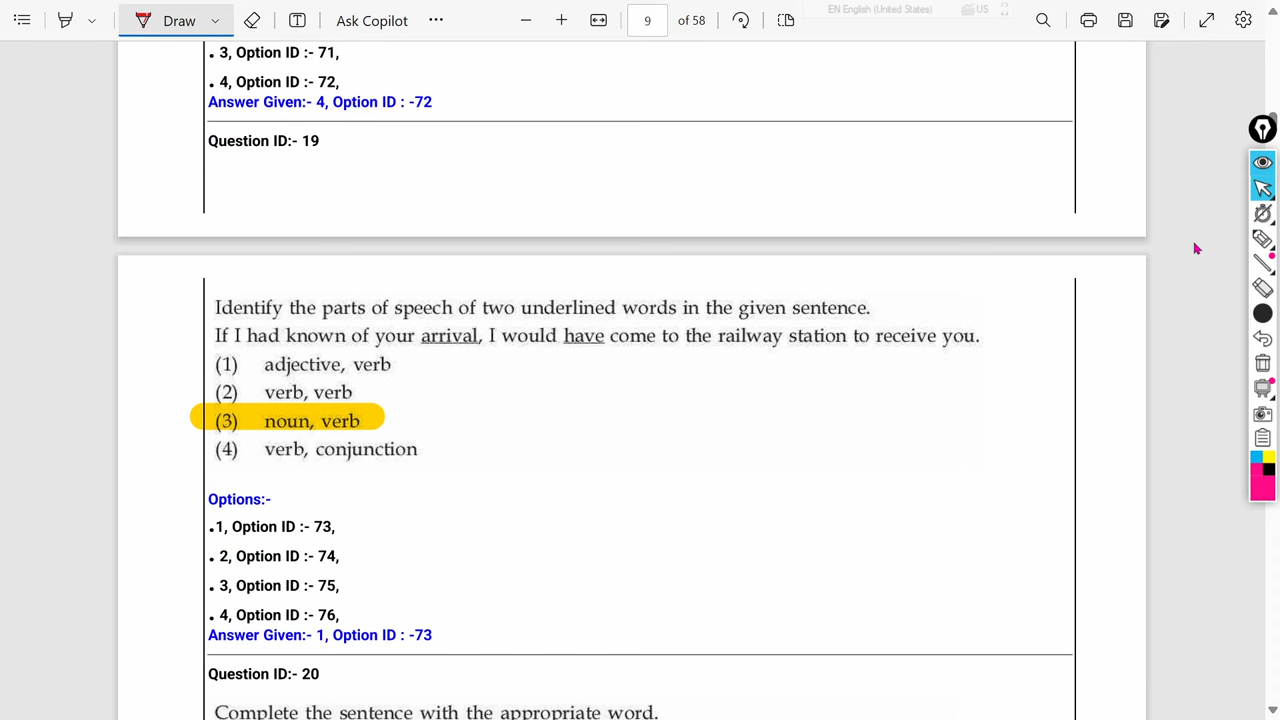 Draw
Ask Copilot
9 of 58
EN English (United States)
US
. 3, Option ID :- 71,
. 4, Option ID :- 72,
Answer Given:- 4, Option ID : -72
Question ID:- 19
Identify the parts of speech of two underlined words in the given sentence.
If I had known of your arrival, I would have come to the railway station to receive you.
(1) adjective, verb
(2) verb, verb
(3) noun, verb
(4) verb, conjunction
Options:-
.1, Option ID :- 73,
. 2, Option ID :- 74,
. 3, Option ID :- 75,
. 4, Option ID :- 76,
Answer Given:- 1, Option ID : -73
Question ID:- 20
Complete the sentence with the appropriate word.